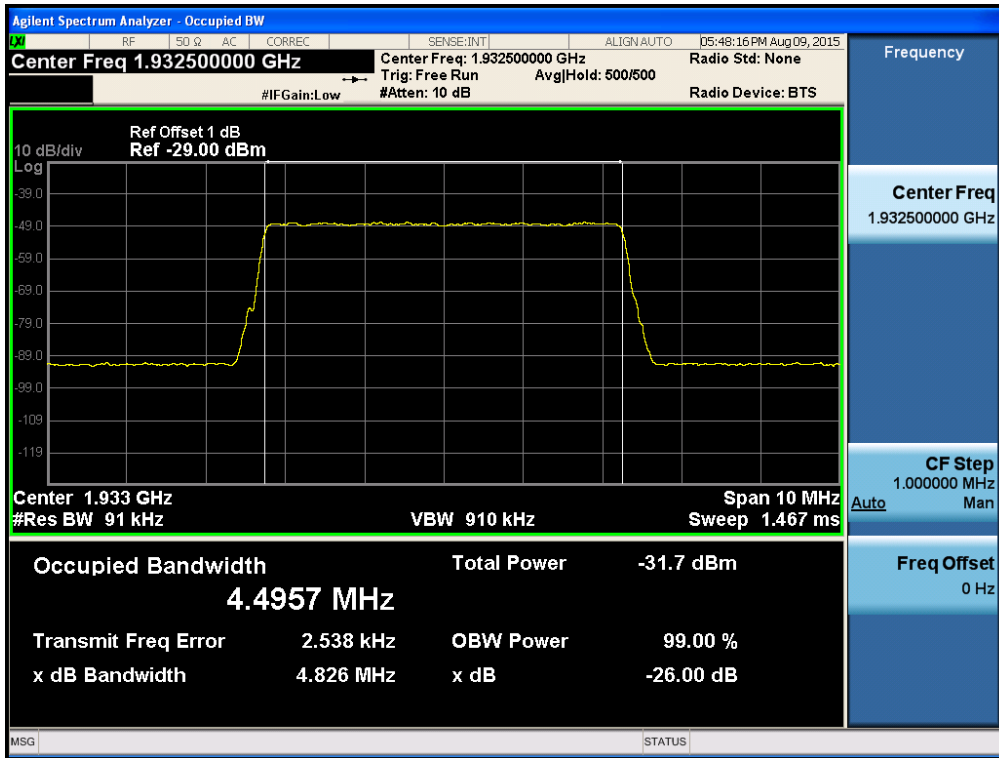 Agilent Spectrum Analyzer - Occupied BW
LXI RF 50 Ω AC CORREC SENSE:INT ALIGN AUTO 05:48:16 PM Aug 09, 2015
Center Freq 1.932500000 GHz
Center Freq: 1.932500000 GHz Radio Std: None
Trig: Free Run Avg|Hold: 500/500
#IFGain:Low #Atten: 10 dB Radio Device: BTS
Ref Offset 1 dB
10 dB/div Ref -29.00 dBm
Log
-39.0
-49.0
-59.0
-69.0
-79.0
-89.0
-99.0
-109
-119
Center 1.933 GHz Span 10 MHz
#Res BW 91 kHz VBW 910 kHz Sweep 1.467 ms
Occupied Bandwidth Total Power -31.7 dBm
4.4957 MHz
Transmit Freq Error 2.538 kHz OBW Power 99.00 %
x dB Bandwidth 4.826 MHz x dB -26.00 dB
MSG STATUS
Frequency
Center Freq
1.932500000 GHz
CF Step
1.000000 MHz
Auto Man
Freq Offset
0 Hz